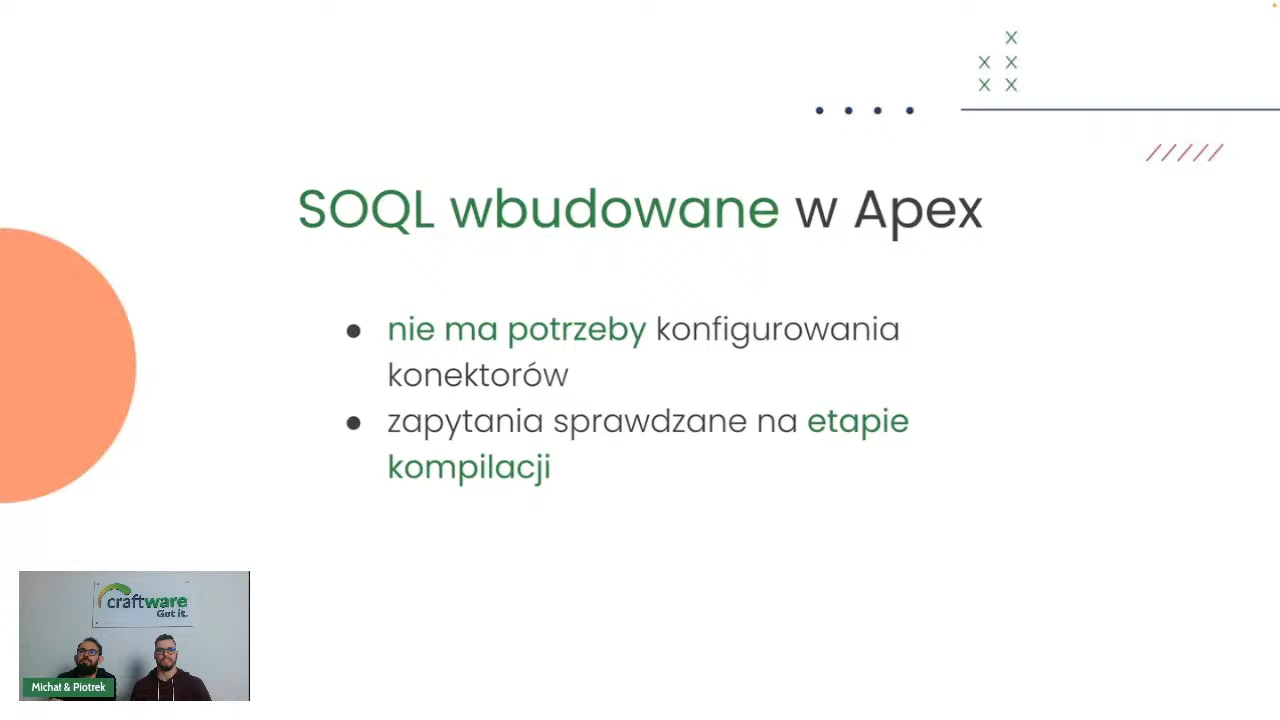 SOQL wbudowane w Apex
● nie ma potrzeby konfigurowania
konektorów
● zapytania sprawdzane na etapie
kompilacji
craftware
Got it.
Michał & Piotrek